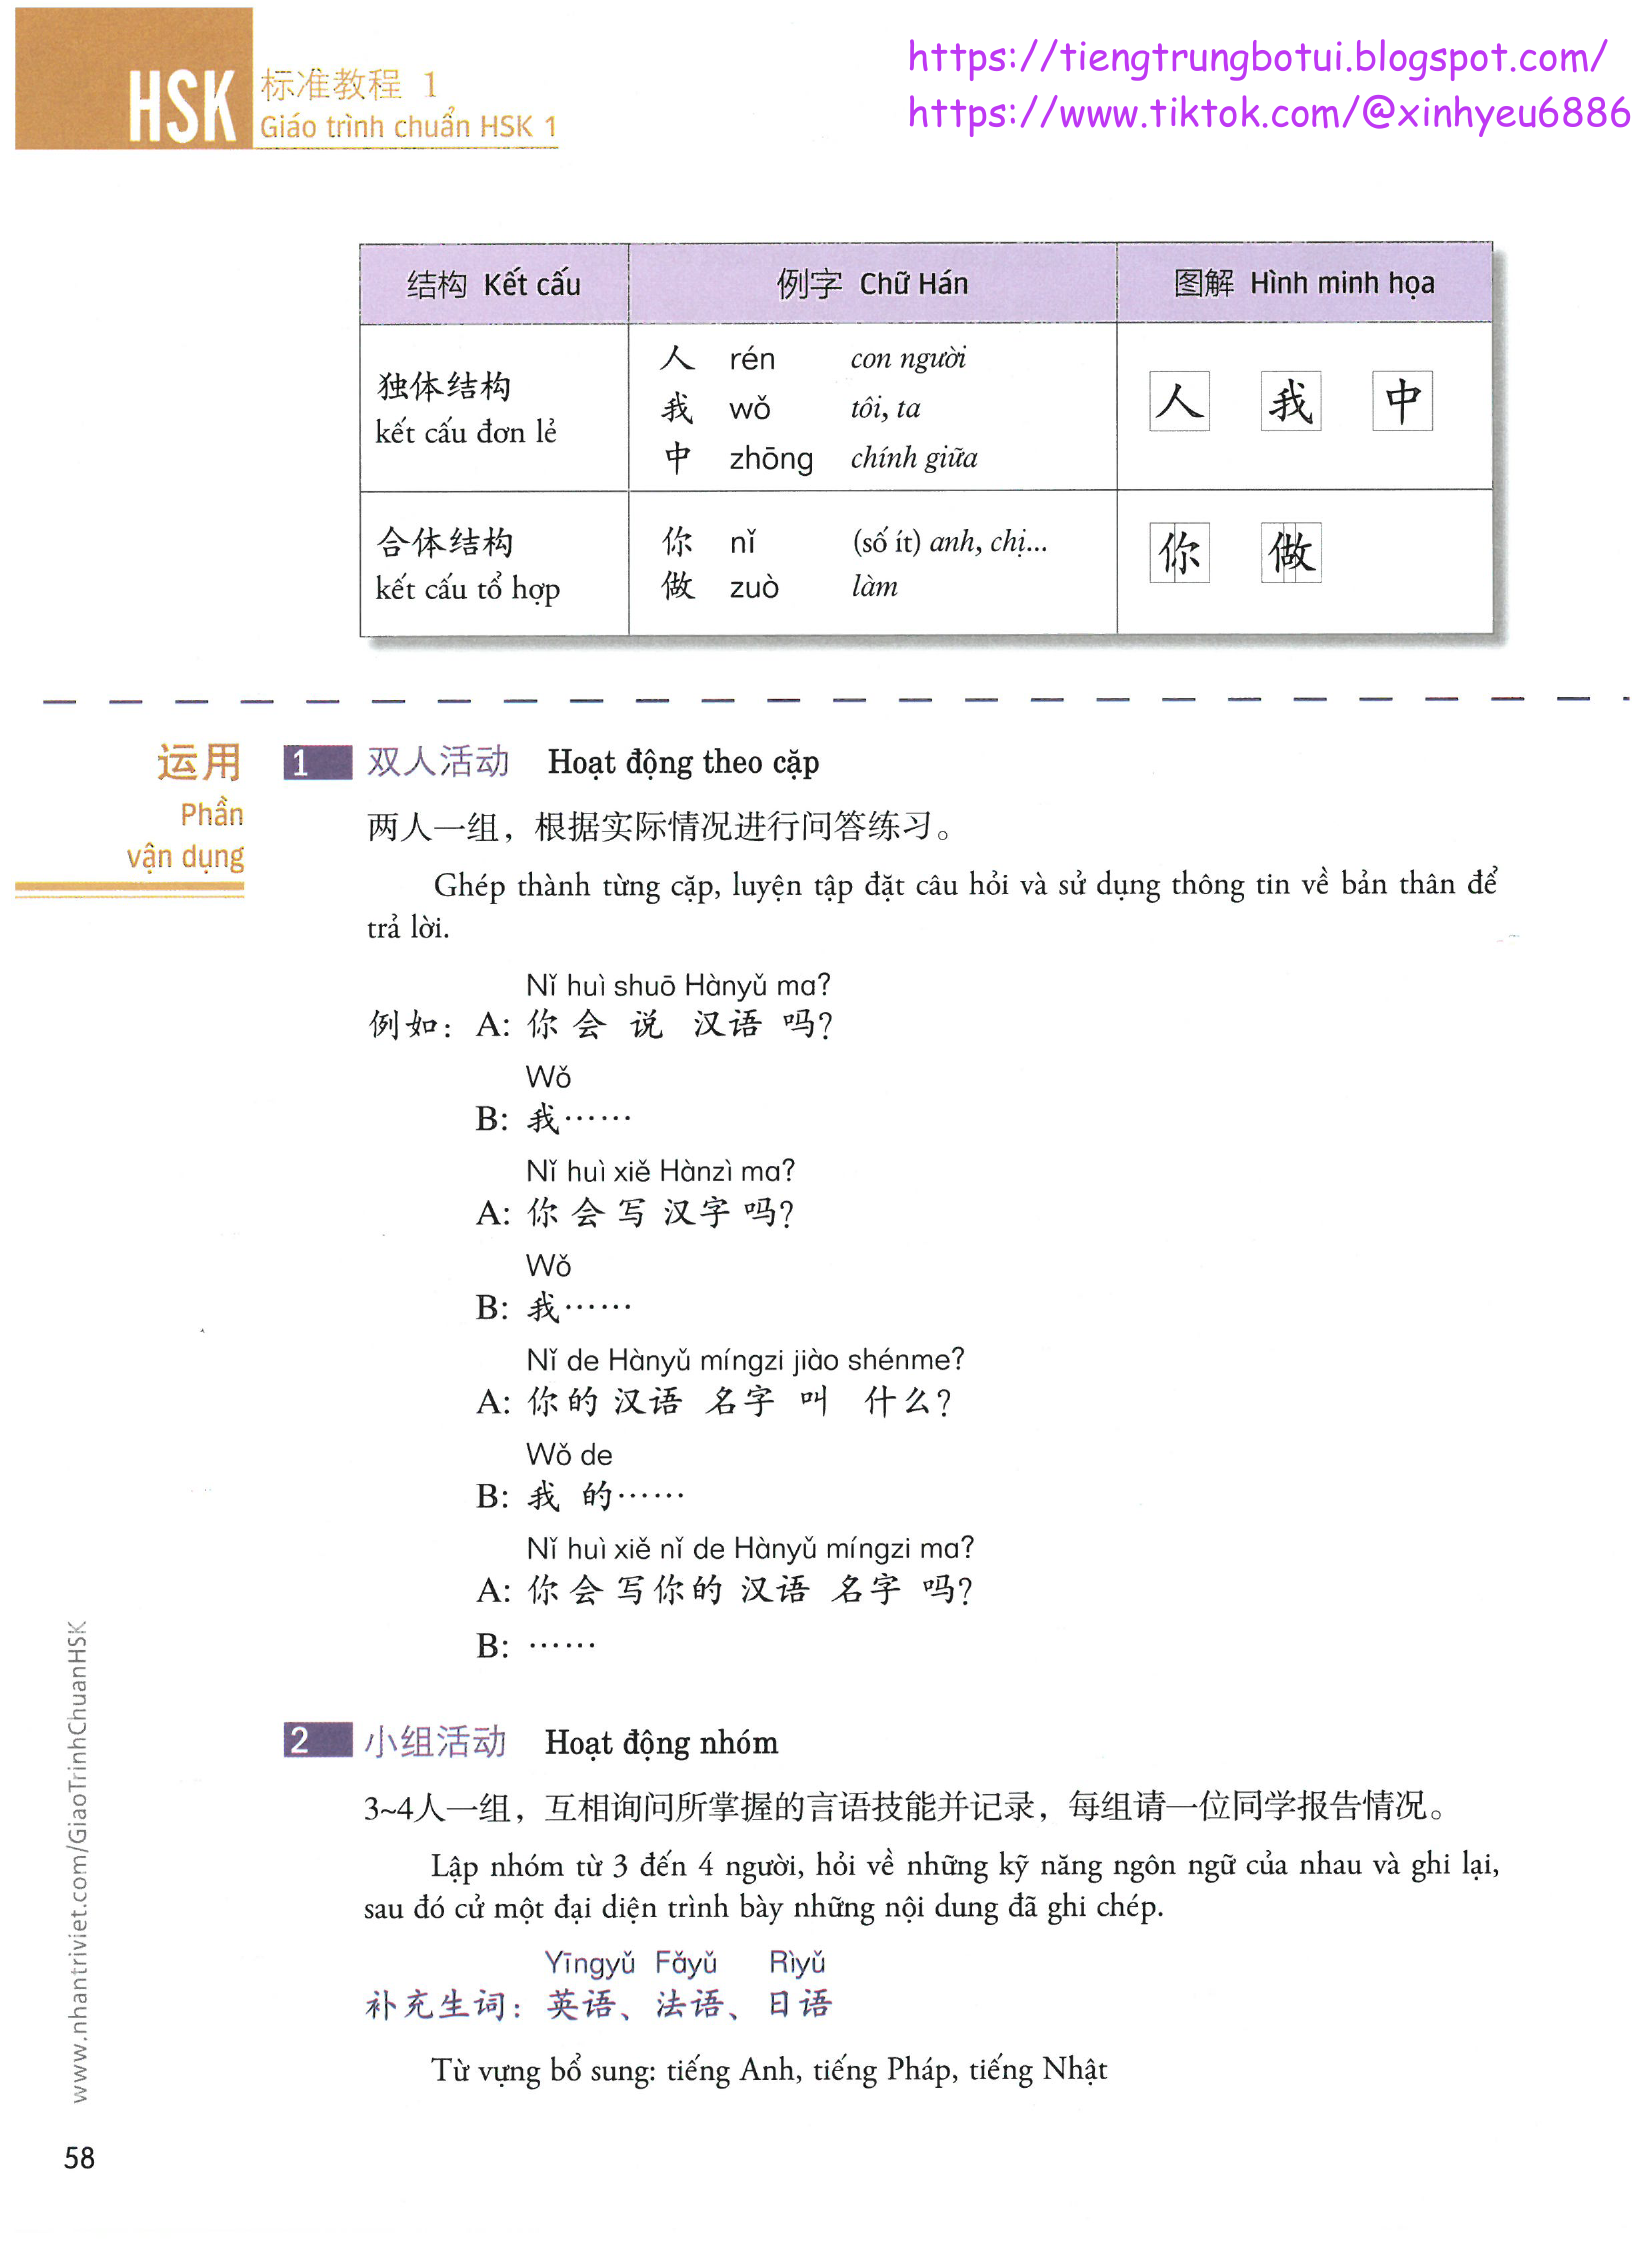 https://tiengtrungbotui.blogspot.com/
https://www.tiktok.com/@xinhyeu6886
HSK 标准教程 1
Giáo trình chuẩn HSK 1
结构 Kết cấu 例字 Chữ Hán 图解 Hình minh họa
独体结构
kết cấu đơn lẻ
人 rén con người
我 wǒ tôi, ta
中 zhōng chính giữa
人 我 中
合体结构
kết cấu tổ hợp
你 nǐ (số ít) anh, chị...
做 zuò làm
你 做
运用
Phần
vận dụng
1 双人活动 Hoạt động theo cặp
两人一组，根据实际情况进行问答练习。
Ghép thành từng cặp, luyện tập đặt câu hỏi và sử dụng thông tin về bản thân để
trả lời.
Nǐ huì shuō Hànyǔ ma?
例如：A: 你会说汉语吗？
Wǒ
B: 我……
Nǐ huì xiě Hànzì ma?
A: 你会写汉字吗？
Wǒ
B: 我……
Nǐ de Hànyǔ míngzi jiào shénme?
A: 你的汉语名字叫什么？
Wǒ de
B: 我的……
Nǐ huì xiě nǐ de Hànyǔ míngzi ma?
A: 你会写你的汉语名字吗？
B: ……
2 小组活动 Hoạt động nhóm
3~4人一组，互相询问所掌握的言语技能并记录，每组请一位同学报告情况。
Lập nhóm từ 3 đến 4 người, hỏi về những kỹ năng ngôn ngữ của nhau và ghi lại,
sau đó cử một đại diện trình bày những nội dung đã ghi chép.
Yīngyǔ Fǎyǔ Rìyǔ
补充生词：英语、法语、日语
Từ vựng bổ sung: tiếng Anh, tiếng Pháp, tiếng Nhật
www.nhantriviet.com/GiaoTrinhChuanHSK
58